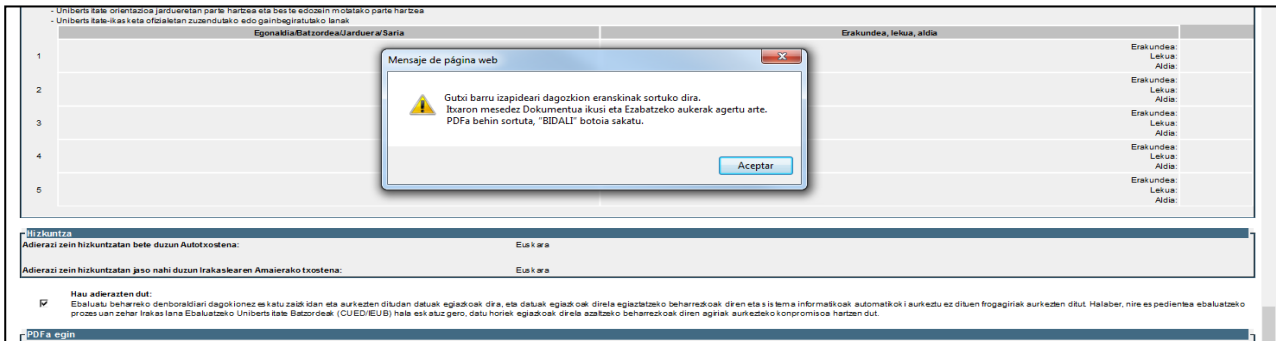 - Unibertsitate orientazioa jardueretan parte hartzea eta beste edozein motatako parte hartzea
- Unibertsitate-ikasketa ofizialetan zuzendutako edo gainbegiratutako lanak
Egonaldia/Batzordea/Jarduera/Saria Erakundea, lekua, aldia
Erakundea:
1 Lekua:
Aldia:
Erakundea:
2 Lekua:
Aldia:
Erakundea:
3 Lekua:
Aldia:
Erakundea:
4 Lekua:
Aldia:
Erakundea:
5 Lekua:
Aldia:
Mensaje de página web
Gutxi barru izapideari dagozkion eranskinak sortuko dira.
Itxaron mesedez Dokumentua ikusi eta Ezabatzeko aukerak agertu arte.
PDFa behin sortuta, "BIDALI" botoia sakatu.
Aceptar
Hizkuntza
Adierazi zein hizkuntzatan bete duzun Autotxostena: Euskara
Adierazi zein hizkuntzatan jaso nahi duzun Irakaslearen Amaierako txostena: Euskara
Hau adierazten dut:
Ebaluatu beharreko denboraldiari dagokionez eskatu zaizkidan eta aurkezten ditudan datuak egiazkoak dira, eta datuak egiazkoak direla egiaztatzeko beharrezkoak diren eta sistema informatikoak automatikoki aurkeztu ez dituen frogagiriak aurkezten ditut. Halaber, nire espedientea ebaluatzeko
prozesuan zehar Irakaslana Ebaluatzeko Unibertsitate Batzordeak (CUED/IEUB) hala eskatuz gero, datu horiek egiazkoak direla azaltzeko beharrezkoak diren agiriak aurkezteko konpromisoa hartzen dut.
PDFa egin